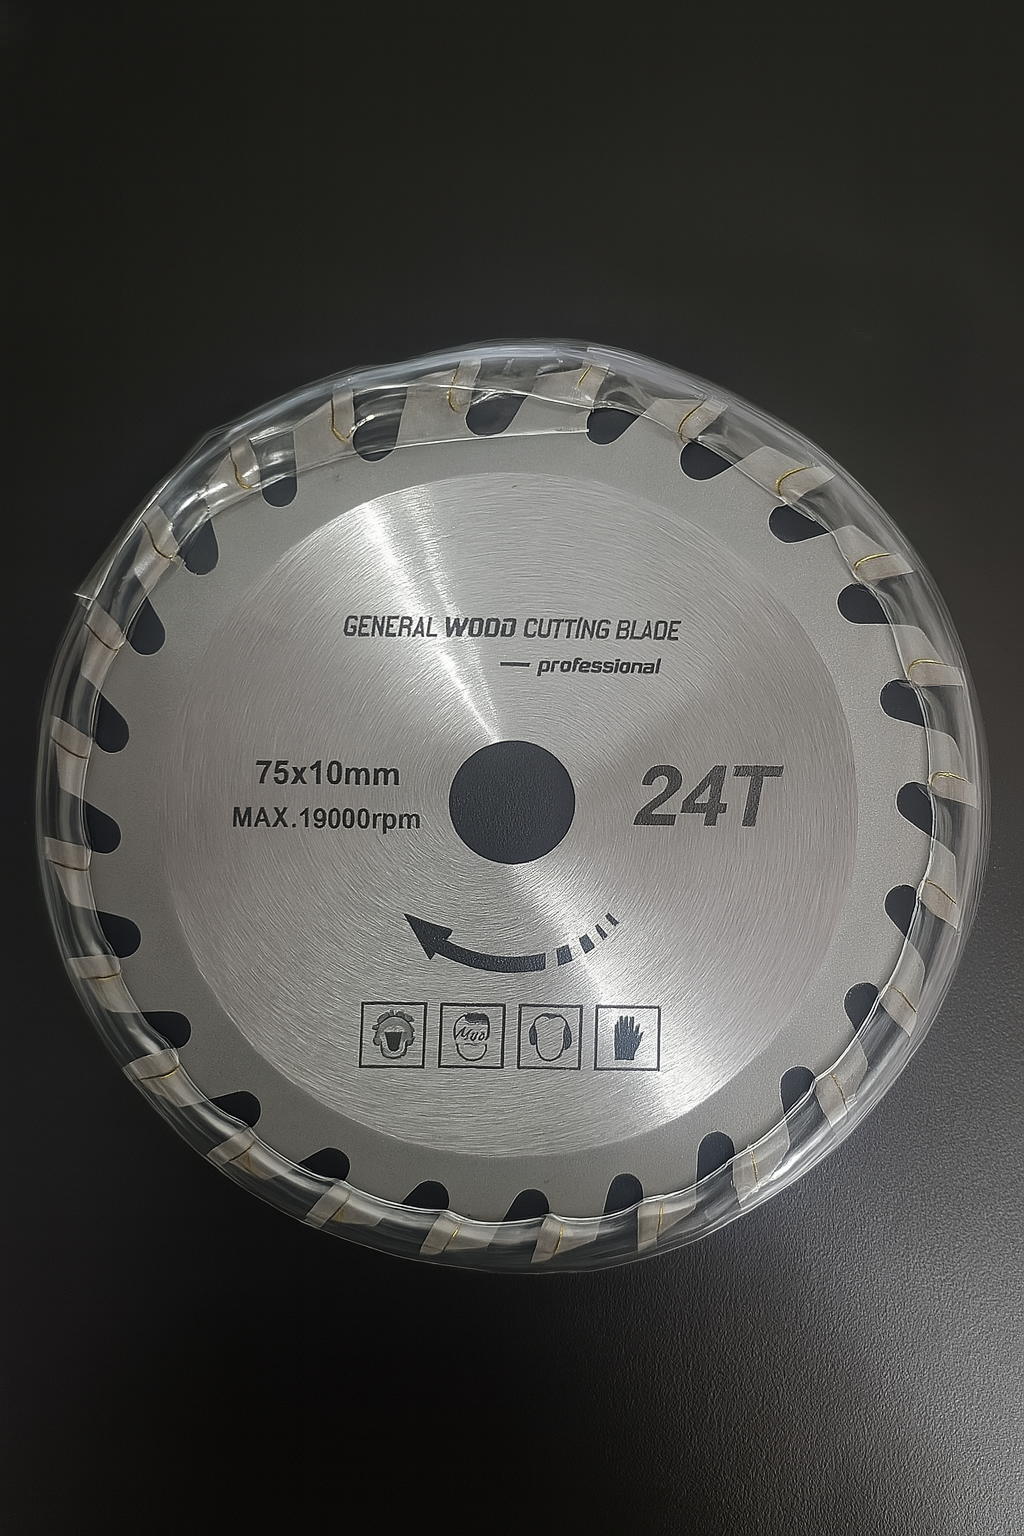 GENERAL WOOD CUTTING BLADE
— professional
75x10mm
MAX.19000rpm
24T